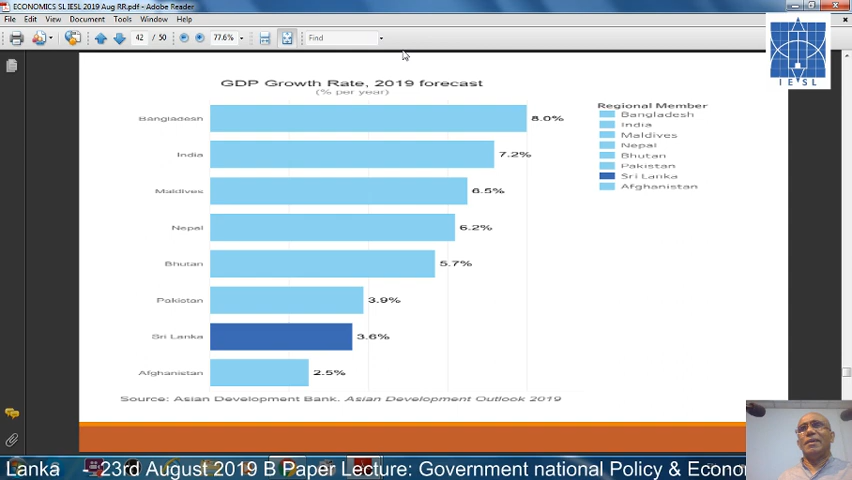 ECONOMICS SL IESL 2019 Aug RR.pdf - Adobe Reader
File Edit View Document Tools Window Help
42 / 50 77.6% Find
IESL
GDP Growth Rate, 2019 forecast
(% per year)
Regional Member
Bangladesh
India
Maldives
Nepal
Bhutan
Pakistan
Sri Lanka
Afghanistan
Bangladesh 8.0%
India 7.2%
Maldives 6.5%
Nepal 6.2%
Bhutan 5.7%
Pakistan 3.9%
Sri Lanka 3.6%
Afghanistan 2.5%
Source: Asian Development Bank. Asian Development Outlook 2019
Lanka - 23rd August 2019 B Paper Lecture: Government national Policy & Econo